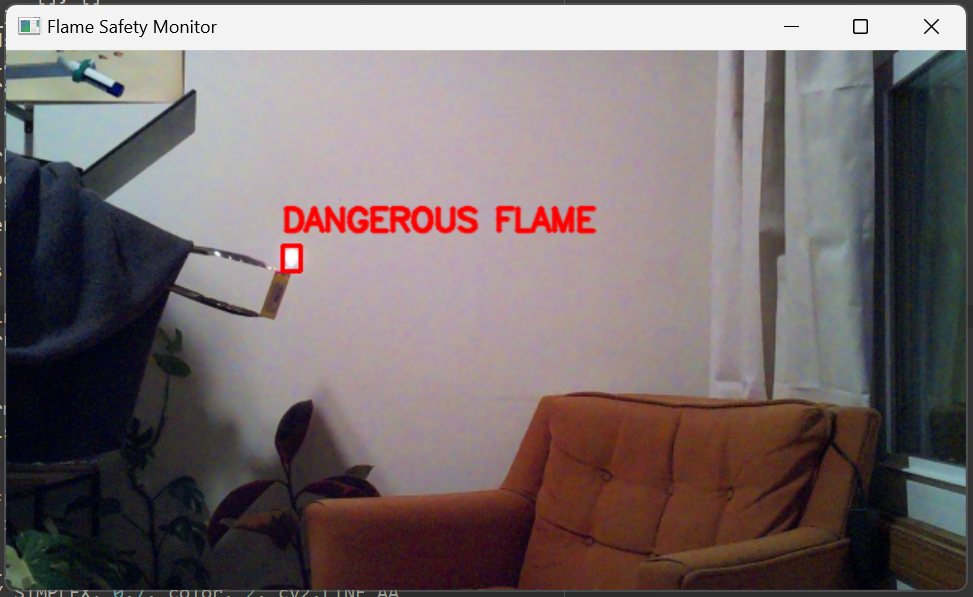 Flame Safety Monitor
DANGEROUS FLAME
SIMPLEX, 0.7, color, 2, cv2.LINE_AA